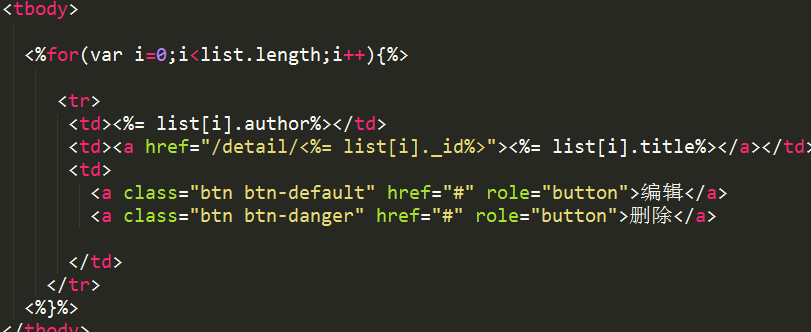 <tbody>
<%for(var i=0;i<list.length;i++){%>
<tr>
<td><%= list[i].author%></td>
<td><a href="/detail/<%= list[i]._id%>"><%= list[i].title%></a></td>
<td>
<a class="btn btn-default" href="#" role="button">编辑</a>
<a class="btn btn-danger" href="#" role="button">删除</a>
</td>
</tr>
<%}%>
</tbody>